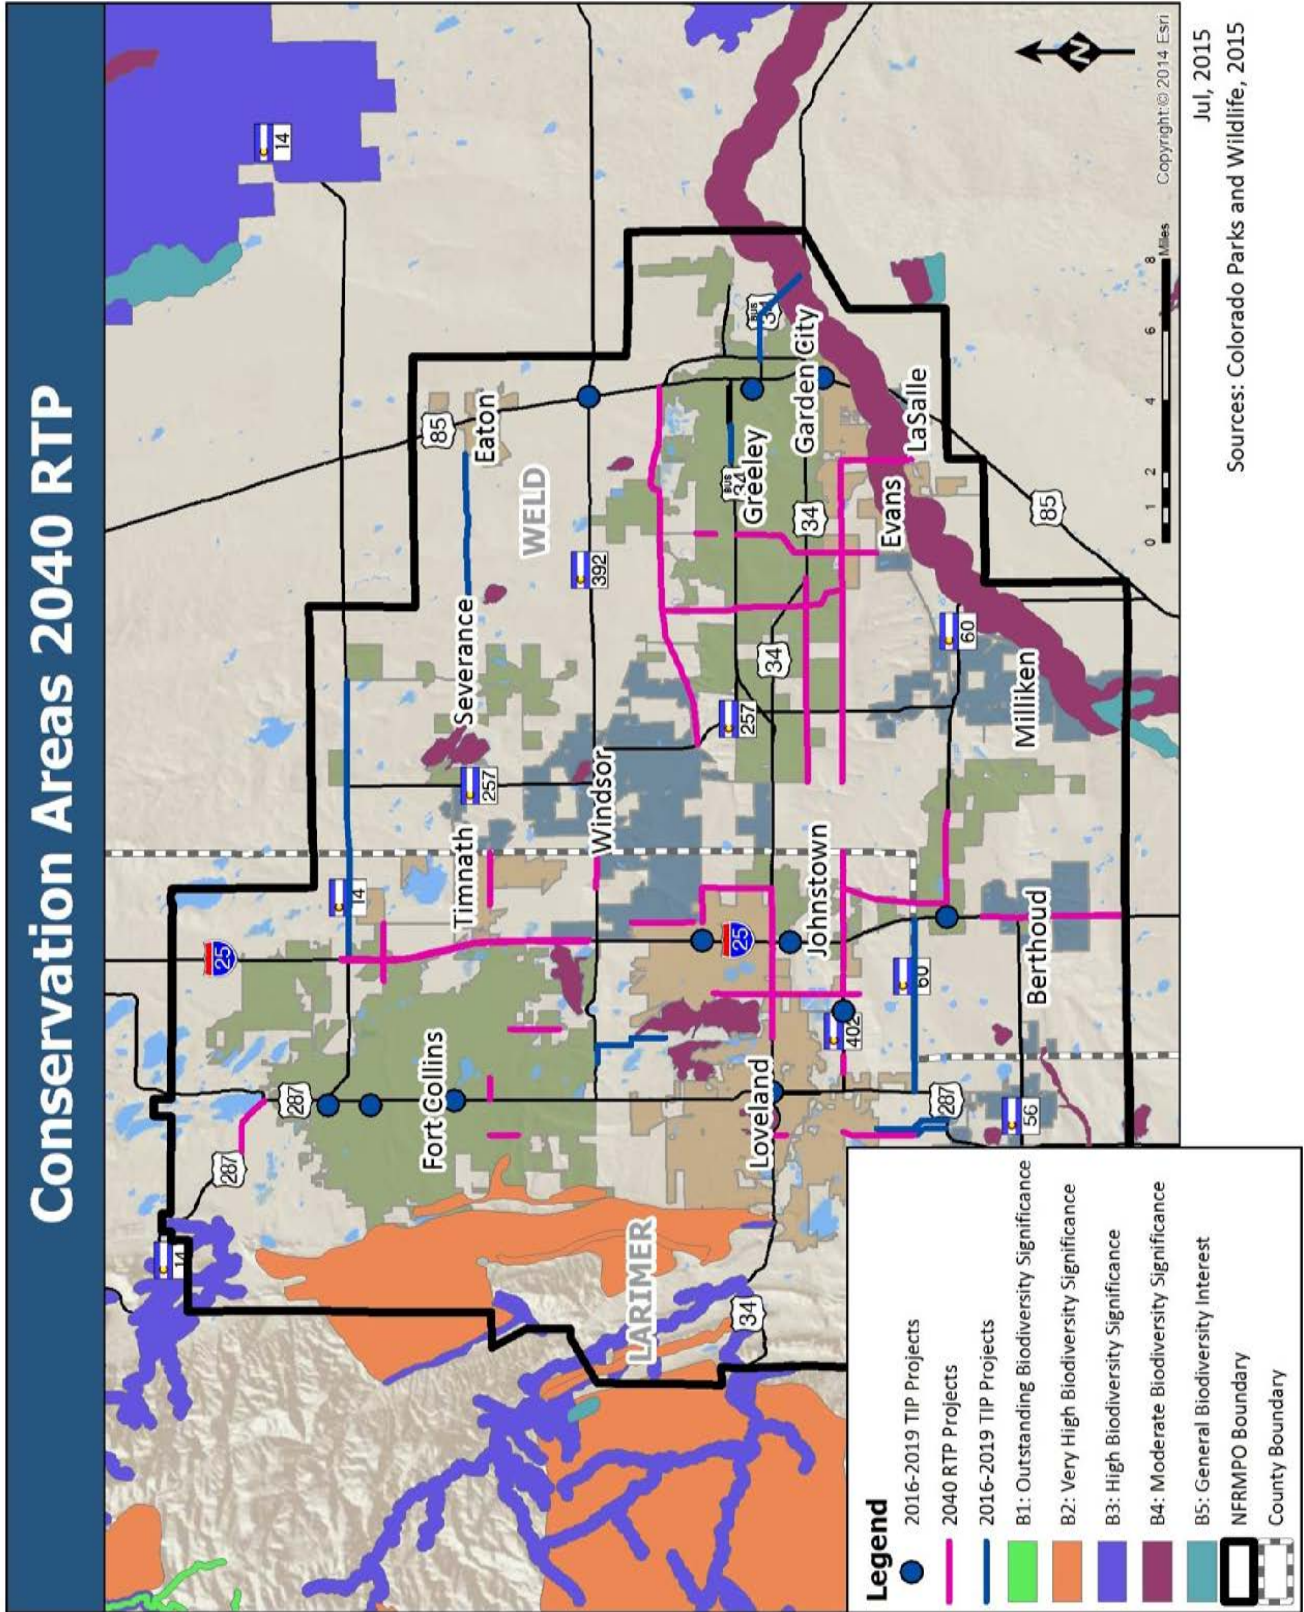 Conservation Areas 2040 RTP
14
287
14
287
25
14
85
Eaton
Fort Collins
Timnath
257
Severance
WELD
392
LARIMER
Windsor
34
Loveland
25
257
34
BUS
34
Greeley
BUS
34
Garden City
402
Johnstown
34
Evans
LaSalle
287
60
60
56
Berthoud
Milliken
85
N
0 1 2 4 6 8
Miles
Copyright:© 2014 Esri
Legend
2016-2019 TIP Projects
2040 RTP Projects
2016-2019 TIP Projects
B1: Outstanding Biodiversity Significance
B2: Very High Biodiversity Significance
B3: High Biodiversity Significance
B4: Moderate Biodiversity Significance
B5: General Biodiversity Interest
NFRMPO Boundary
County Boundary
Jul, 2015
Sources: Colorado Parks and Wildlife, 2015